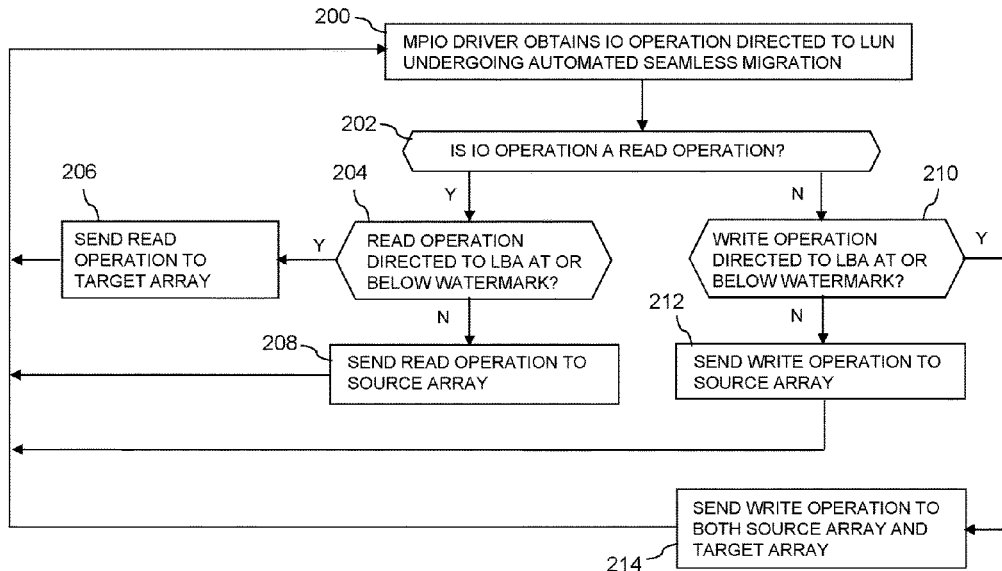 200
MPIO DRIVER OBTAINS IO OPERATION DIRECTED TO LUN
UNDERGOING AUTOMATED SEAMLESS MIGRATION
202
IS IO OPERATION A READ OPERATION?
Y
N
206
SEND READ
OPERATION TO
TARGET ARRAY
Y
204
READ OPERATION
DIRECTED TO LBA AT OR
BELOW WATERMARK?
N
210
WRITE OPERATION
DIRECTED TO LBA AT OR
BELOW WATERMARK?
Y
N
208
SEND READ OPERATION TO
SOURCE ARRAY
212
SEND WRITE OPERATION TO
SOURCE ARRAY
SEND WRITE OPERATION TO
BOTH SOURCE ARRAY AND
TARGET ARRAY
214